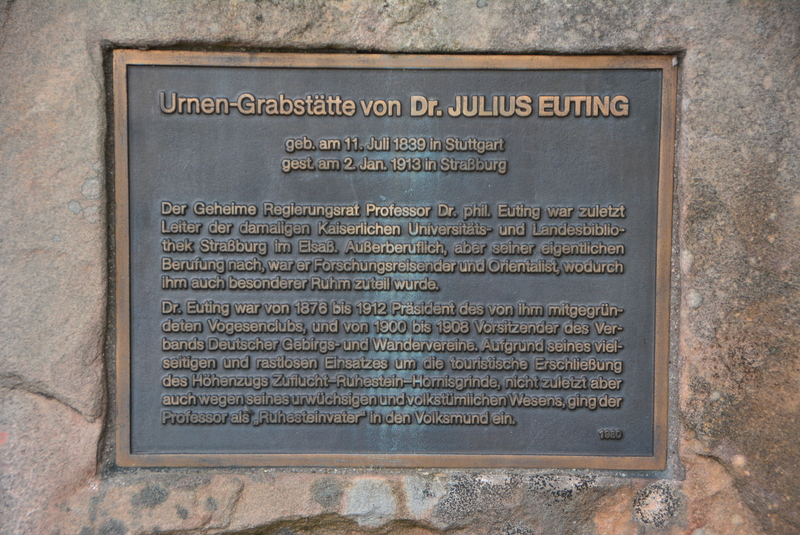 Urnen-Grabstätte von Dr. JULIUS EUTING
geb. am 11. Juli 1839 in Stuttgart
gest. am 2. Jan. 1913 in Straßburg
Der Geheime Regierungsrat Professor Dr. phil. Euting war zuletzt
Leiter der damaligen Kaiserlichen Universitäts- und Landesbiblio-
thek Straßburg im Elsaß. Außerberuflich, aber seiner eigentlichen
Berufung nach, war er Forschungsreisender und Orientalist, wodurch
ihm auch besonderer Ruhm zuteil wurde.
Dr. Euting war von 1876 bis 1912 Präsident des von ihm mitgegrün-
deten Vogesenclubs, und von 1900 bis 1908 Vorsitzender des Ver-
bands Deutscher Gebirgs- und Wandervereine. Aufgrund seines viel-
seitigen und rastlosen Einsatzes um die touristische Erschließung
des Höhenzugs Zuflucht-Ruhestein-Hornisgrinde, nicht zuletzt aber
auch wegen seines urwüchsigen und volkstümlichen Wesens, ging der
Professor als „Ruhesteinvater" in den Volksmund ein.